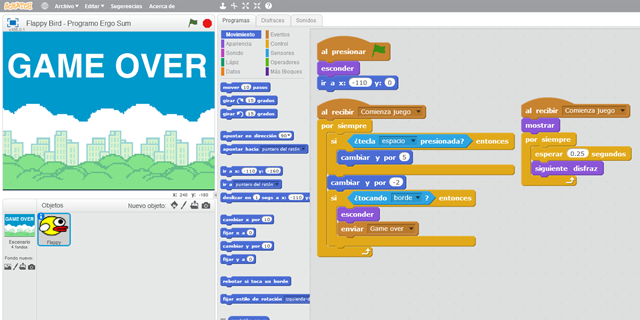 SCRATCH
Archivo
Editar
Sugerencias
Acerca de
Flappy Bird - Programo Ergo Sum
GAME OVER
x: 240 y: -180
Objetos
Nuevo objeto:
GAME OVER
Escenario
4 fondos
Fondo nuevo:
Flappy
Programas
Disfraces
Sonidos
Movimiento
Apariencia
Sonido
Lápiz
Datos
Eventos
Control
Sensores
Operadores
Más Bloques
mover 10 pasos
girar 15 grados
girar 15 grados
apuntar en dirección 90
apuntar hacia puntero del ratón
ir a x: -110 y: -160
ir a puntero del ratón
deslizar en 1 segs a x: -110 y
cambiar x por 10
fijar x a 0
cambiar y por 10
fijar y a 0
rebotar si toca un borde
fijar estilo de rotación izquierda
al presionar
esconder
ir a x: -110 y: 0
al recibir Comienza juego
por siempre
si ¿tecla espacio presionada? entonces
cambiar y por 5
cambiar y por -2
si ¿tocando borde ? entonces
esconder
enviar Game over
al recibir Comienza juego
mostrar
por siempre
esperar 0.25 segundos
siguiente disfraz